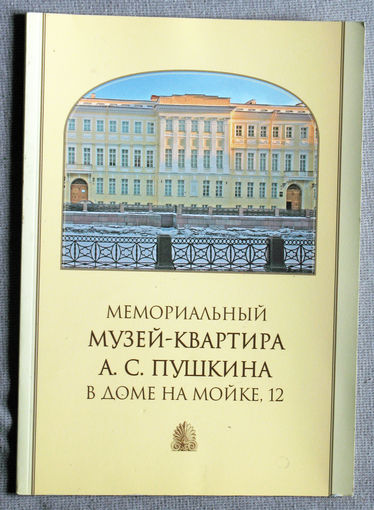 МЕМОРИАЛЬНЫЙ
МУЗЕЙ-КВАРТИРА
А. С. ПУШКИНА
В ДОМЕ НА МОЙКЕ, 12